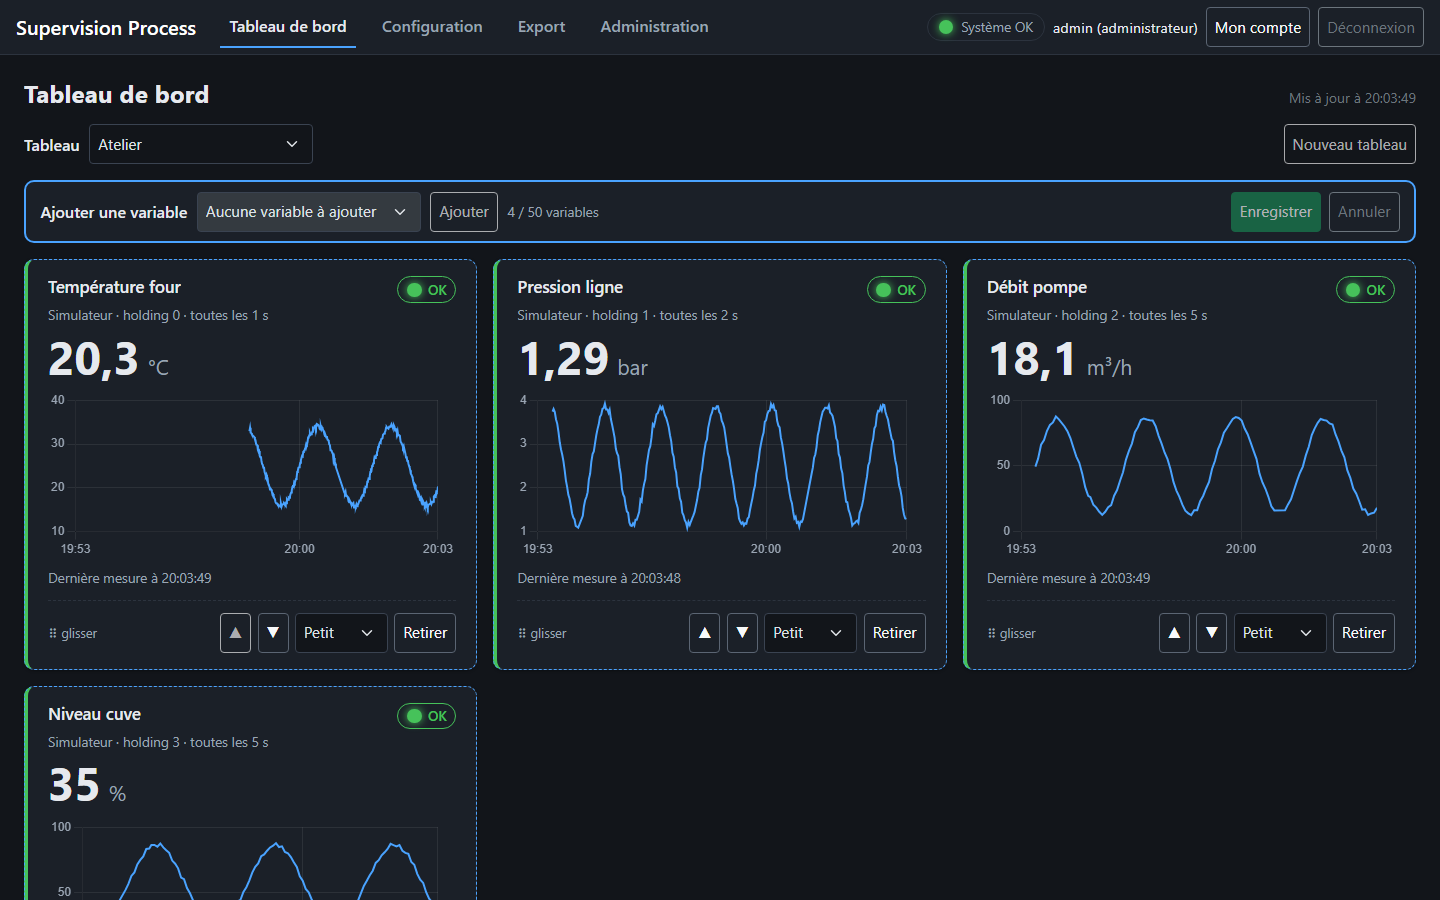 Supervision Process Tableau de bord Configuration Export Administration Système OK admin (administrateur) Mon compte Déconnexion
Tableau de bord
Mis à jour à 20:03:49
Tableau Atelier Nouveau tableau
Ajouter une variable Aucune variable à ajouter Ajouter 4 / 50 variables Enregistrer Annuler
Température four OK
Simulateur · holding 0 · toutes les 1 s
20,3 °C
40
30
20
10
19:53 20:00 20:03
Dernière mesure à 20:03:49
⠿ glisser ▲ ▼ Petit Retirer
Pression ligne OK
Simulateur · holding 1 · toutes les 2 s
1,29 bar
4
3
2
1
19:53 20:00 20:03
Dernière mesure à 20:03:48
⠿ glisser ▲ ▼ Petit Retirer
Débit pompe OK
Simulateur · holding 2 · toutes les 5 s
18,1 m³/h
100
50
0
19:53 20:00 20:03
Dernière mesure à 20:03:49
⠿ glisser ▲ ▼ Petit Retirer
Niveau cuve OK
Simulateur · holding 3 · toutes les 5 s
35 %
100
50